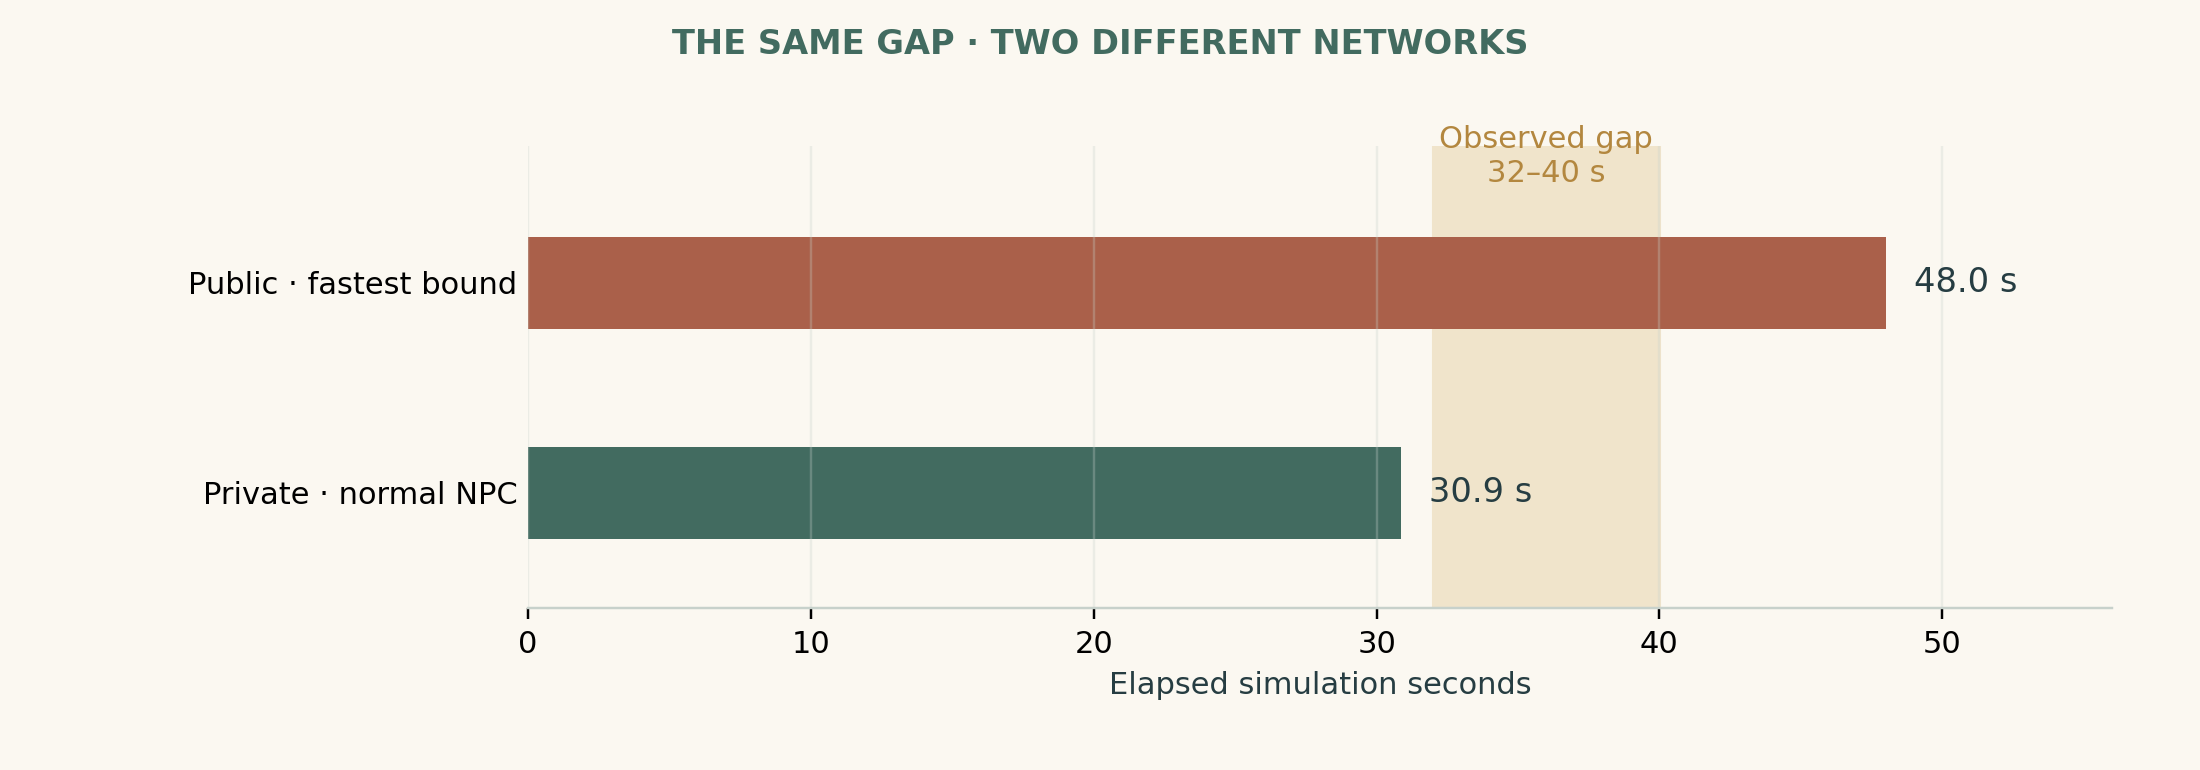 THE SAME GAP · TWO DIFFERENT NETWORKS
Observed gap
32–40 s
Public · fastest bound
48.0 s
Private · normal NPC
30.9 s
0 10 20 30 40 50
Elapsed simulation seconds